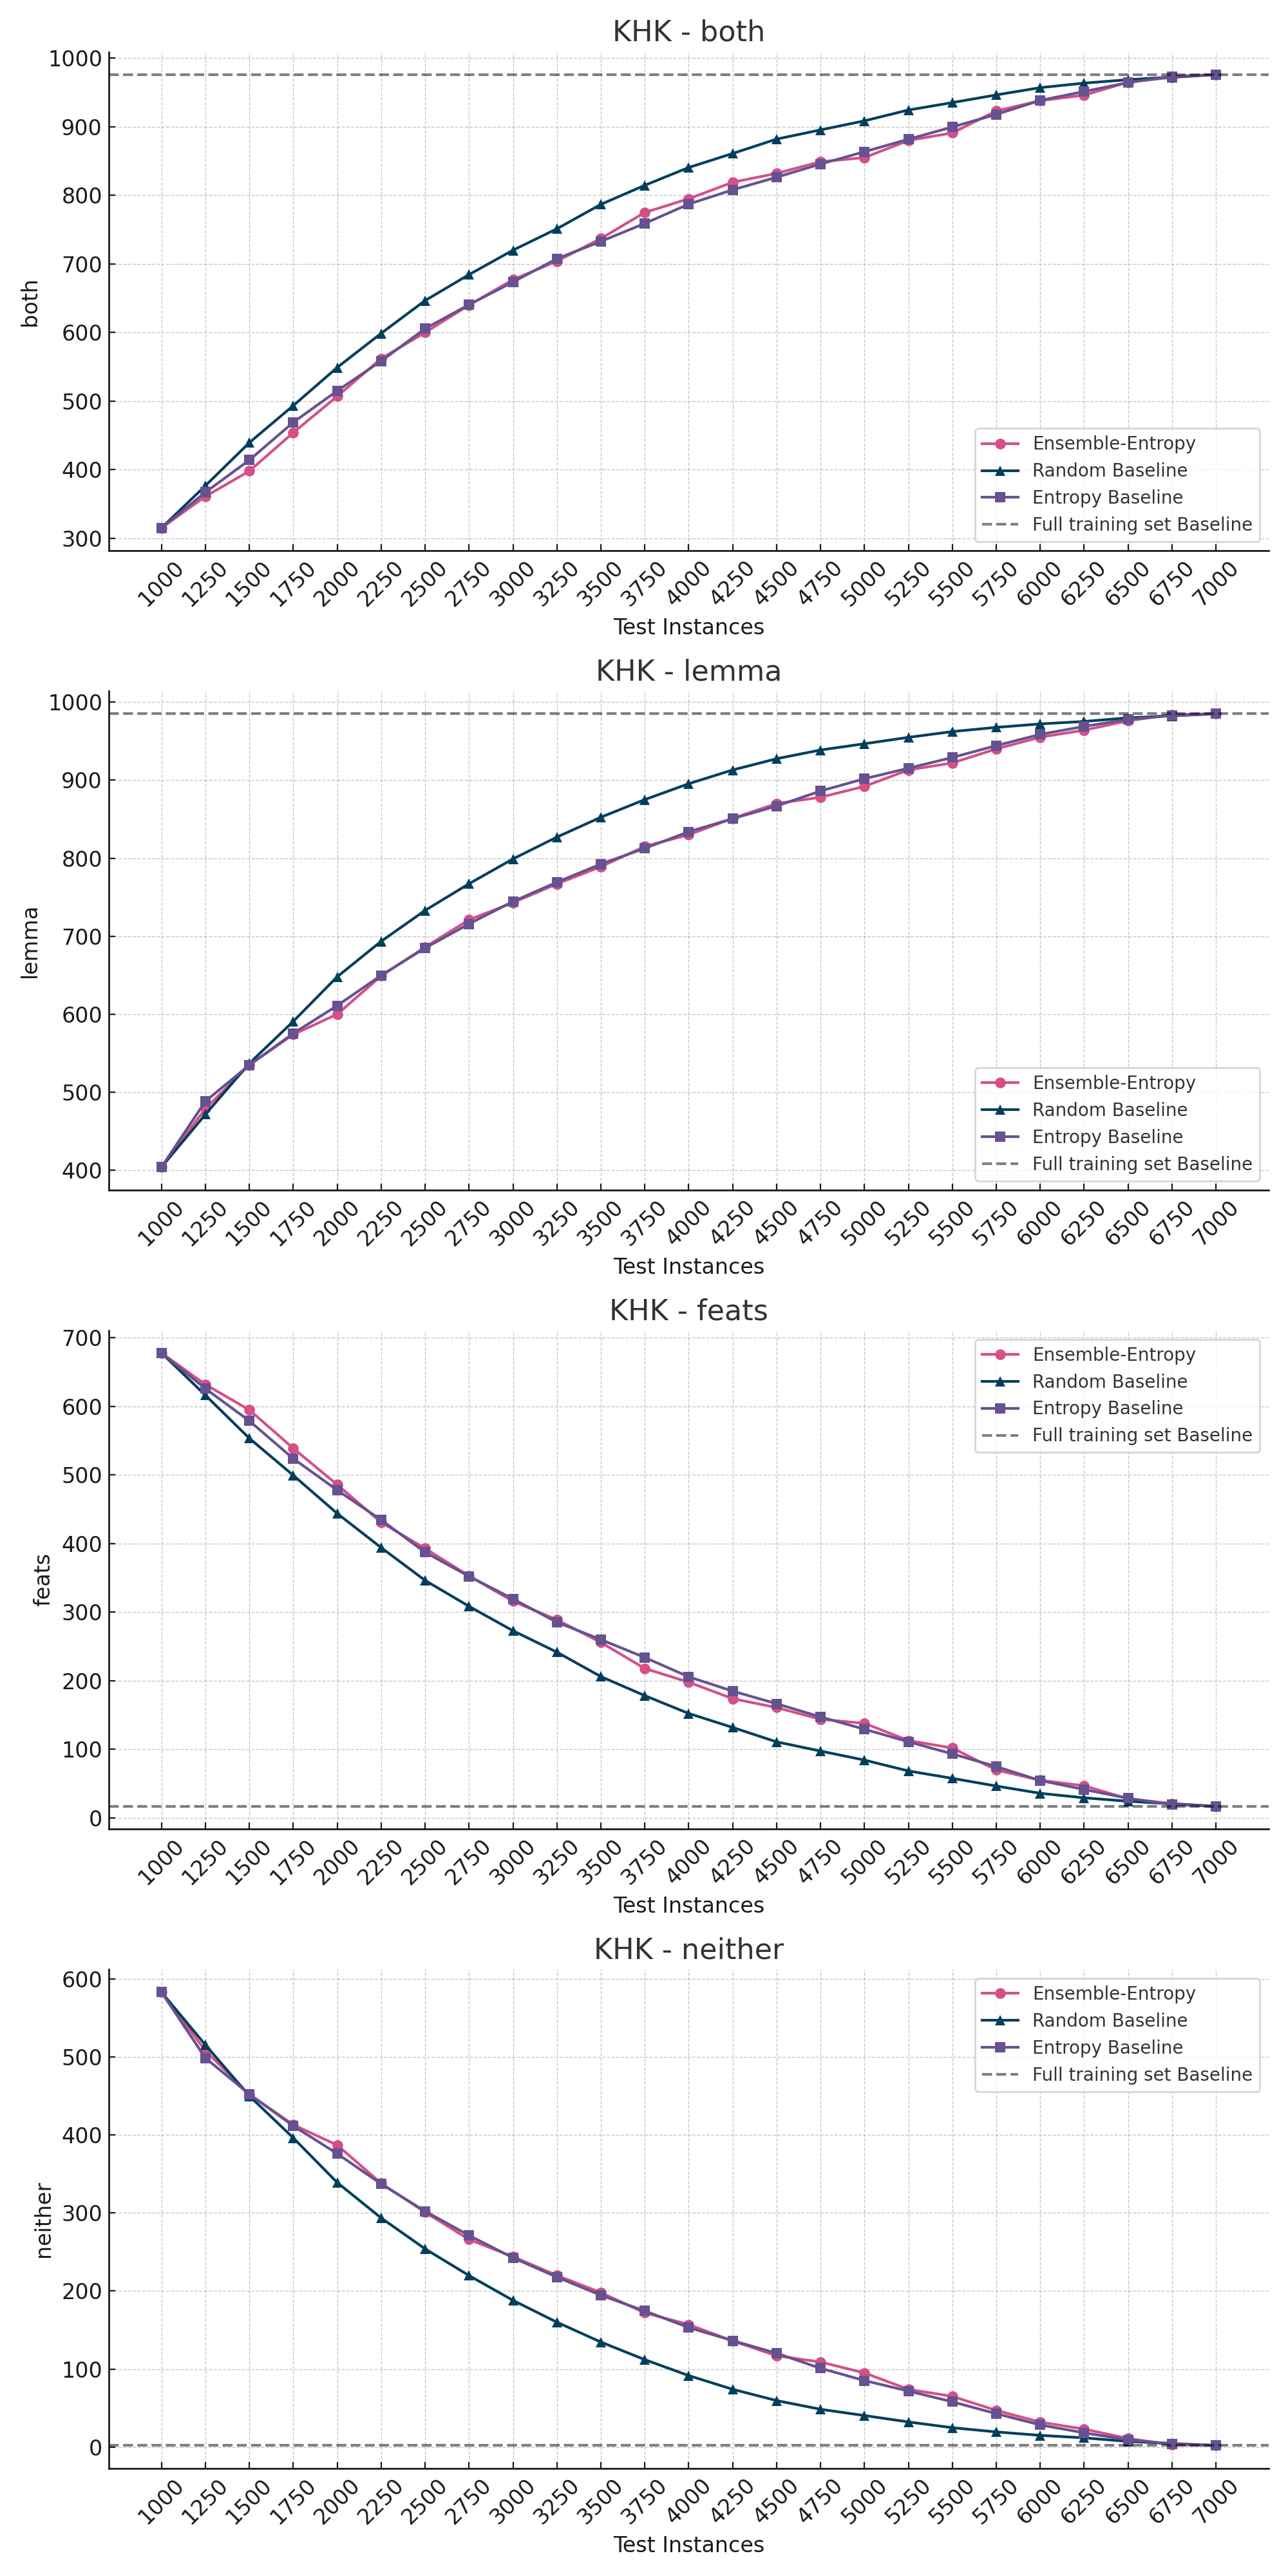 KHK - both
1000
900
800
700
600
500
400
300
both
Ensemble-Entropy
Random Baseline
Entropy Baseline
Full training set Baseline
1000 1250 1500 1750 2000 2250 2500 2750 3000 3250 3500 3750 4000 4250 4500 4750 5000 5250 5500 5750 6000 6250 6500 6750 7000
Test Instances
KHK - lemma
1000
900
800
700
600
500
400
lemma
Ensemble-Entropy
Random Baseline
Entropy Baseline
Full training set Baseline
1000 1250 1500 1750 2000 2250 2500 2750 3000 3250 3500 3750 4000 4250 4500 4750 5000 5250 5500 5750 6000 6250 6500 6750 7000
Test Instances
KHK - feats
700
600
500
400
300
200
100
0
feats
Ensemble-Entropy
Random Baseline
Entropy Baseline
Full training set Baseline
1000 1250 1500 1750 2000 2250 2500 2750 3000 3250 3500 3750 4000 4250 4500 4750 5000 5250 5500 5750 6000 6250 6500 6750 7000
Test Instances
KHK - neither
600
500
400
300
200
100
0
neither
Ensemble-Entropy
Random Baseline
Entropy Baseline
Full training set Baseline
1000 1250 1500 1750 2000 2250 2500 2750 3000 3250 3500 3750 4000 4250 4500 4750 5000 5250 5500 5750 6000 6250 6500 6750 7000
Test Instances